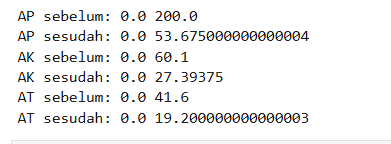 AP sebelum: 0.0 200.0
AP sesudah: 0.0 53.675000000000004
AK sebelum: 0.0 60.1
AK sesudah: 0.0 27.39375
AT sebelum: 0.0 41.6
AT sesudah: 0.0 19.200000000000003